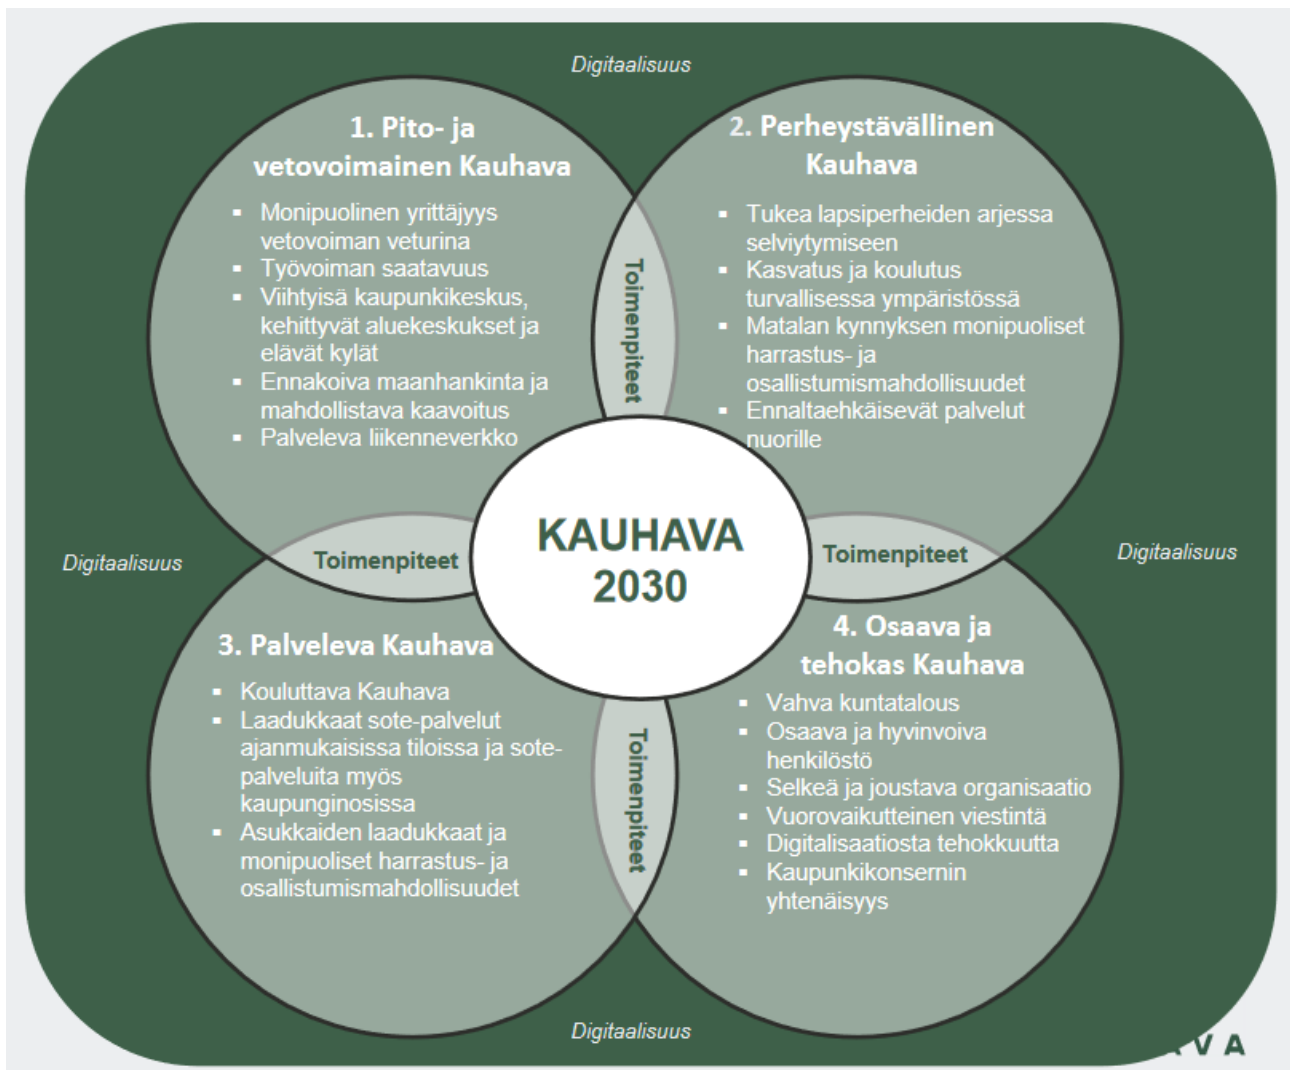 Digitaalisuus
1. Pito- ja
vetovoimainen Kauhava
▪ Monipuolinen yrittäjyys
vetovoiman veturina
▪ Työvoiman saatavuus
▪ Viihtyisä kaupunkikeskus,
kehittyvät aluekeskukset ja
elävät kylät
▪ Ennakoiva maanhankinta ja
mahdollistava kaavoitus
▪ Palveleva liikenneverkko
Toimenpiteet
2. Perheystävällinen
Kauhava
▪ Tukea lapsiperheiden arjessa
selviytymiseen
▪ Kasvatus ja koulutus
turvallisessa ympäristössä
▪ Matalan kynnyksen monipuoliset
harrastus- ja
osallistumismahdollisuudet
▪ Ennaltaehkäisevät palvelut
nuorille
Digitaalisuus
Toimenpiteet
KAUHAVA
2030
Toimenpiteet
Digitaalisuus
3. Palveleva Kauhava
▪ Kouluttava Kauhava
▪ Laadukkaat sote-palvelut
ajanmukaisissa tiloissa ja sote-
palveluita myös
kaupunginosissa
▪ Asukkaiden laadukkaat ja
monipuoliset harrastus- ja
osallistumismahdollisuudet
Toimenpiteet
4. Osaava ja
tehokas Kauhava
▪ Vahva kuntatalous
▪ Osaava ja hyvinvoiva
henkilöstö
▪ Selkeä ja joustava organisaatio
▪ Vuorovaikutteinen viestintä
▪ Digitalisaatiosta tehokkuutta
▪ Kaupunkikonsernin
yhtenäisyys
Digitaalisuus